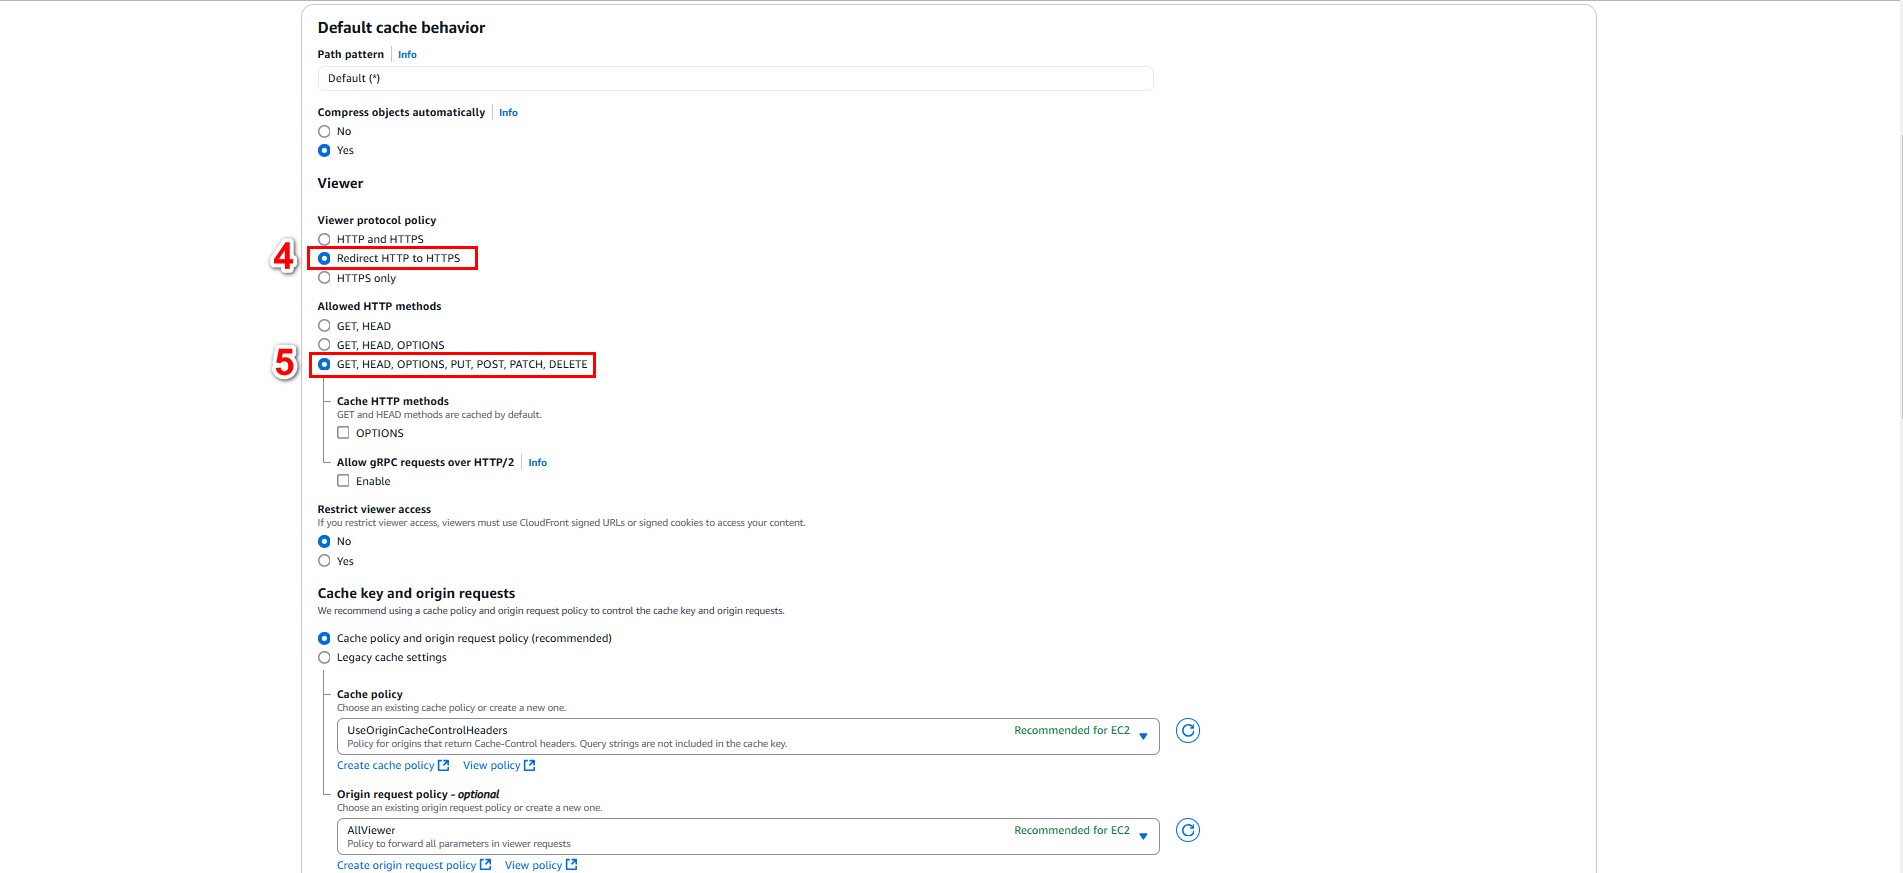 Default cache behavior
Path pattern Info
Default (*)
Compress objects automatically Info
No
Yes
Viewer
Viewer protocol policy
HTTP and HTTPS
4 Redirect HTTP to HTTPS
HTTPS only
Allowed HTTP methods
GET, HEAD
GET, HEAD, OPTIONS
5 GET, HEAD, OPTIONS, PUT, POST, PATCH, DELETE
Cache HTTP methods
GET and HEAD methods are cached by default.
OPTIONS
Allow gRPC requests over HTTP/2 Info
Enable
Restrict viewer access
If you restrict viewer access, viewers must use CloudFront signed URLs or signed cookies to access your content.
No
Yes
Cache key and origin requests
We recommend using a cache policy and origin request policy to control the cache key and origin requests.
Cache policy and origin request policy (recommended)
Legacy cache settings
Cache policy
Choose an existing cache policy or create a new one.
UseOriginCacheControlHeaders Recommended for EC2
Policy for origins that return Cache-Control headers. Query strings are not included in the cache key.
Create cache policy View policy
Origin request policy - optional
Choose an existing origin request policy or create a new one.
AllViewer Recommended for EC2
Policy to forward all parameters in viewer requests
Create origin request policy View policy